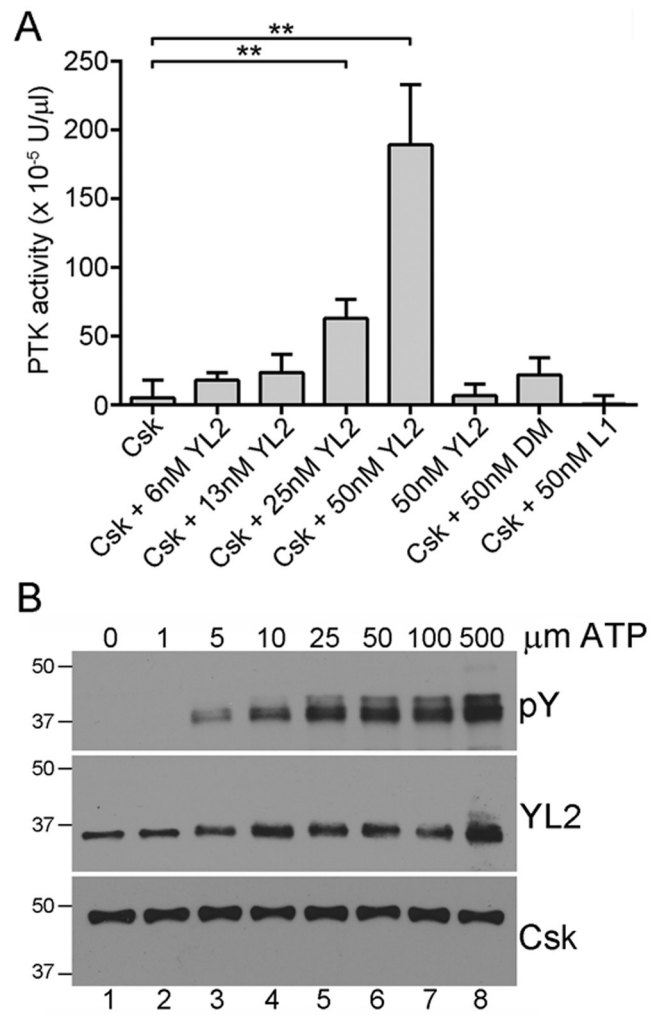 A
**
**
PTK activity (x 10-5 U/μl)
250
200
150
100
50
0
Csk
Csk + 6nM YL2
Csk + 13nM YL2
Csk + 25nM YL2
Csk + 50nM YL2
50nM YL2
Csk + 50nM DM
Csk + 50nM L1
B
0 1 5 10 25 50 100 500 μm ATP
50
37
pY
50
37
YL2
50
37
Csk
1 2 3 4 5 6 7 8